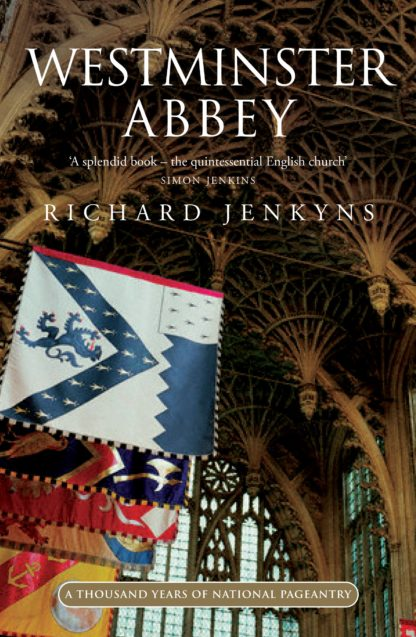 WESTMINSTER
ABBEY
‘A splendid book – the quintessential English church’
SIMON JENKINS
RICHARD JENKYNS
A THOUSAND YEARS OF NATIONAL PAGEANTRY